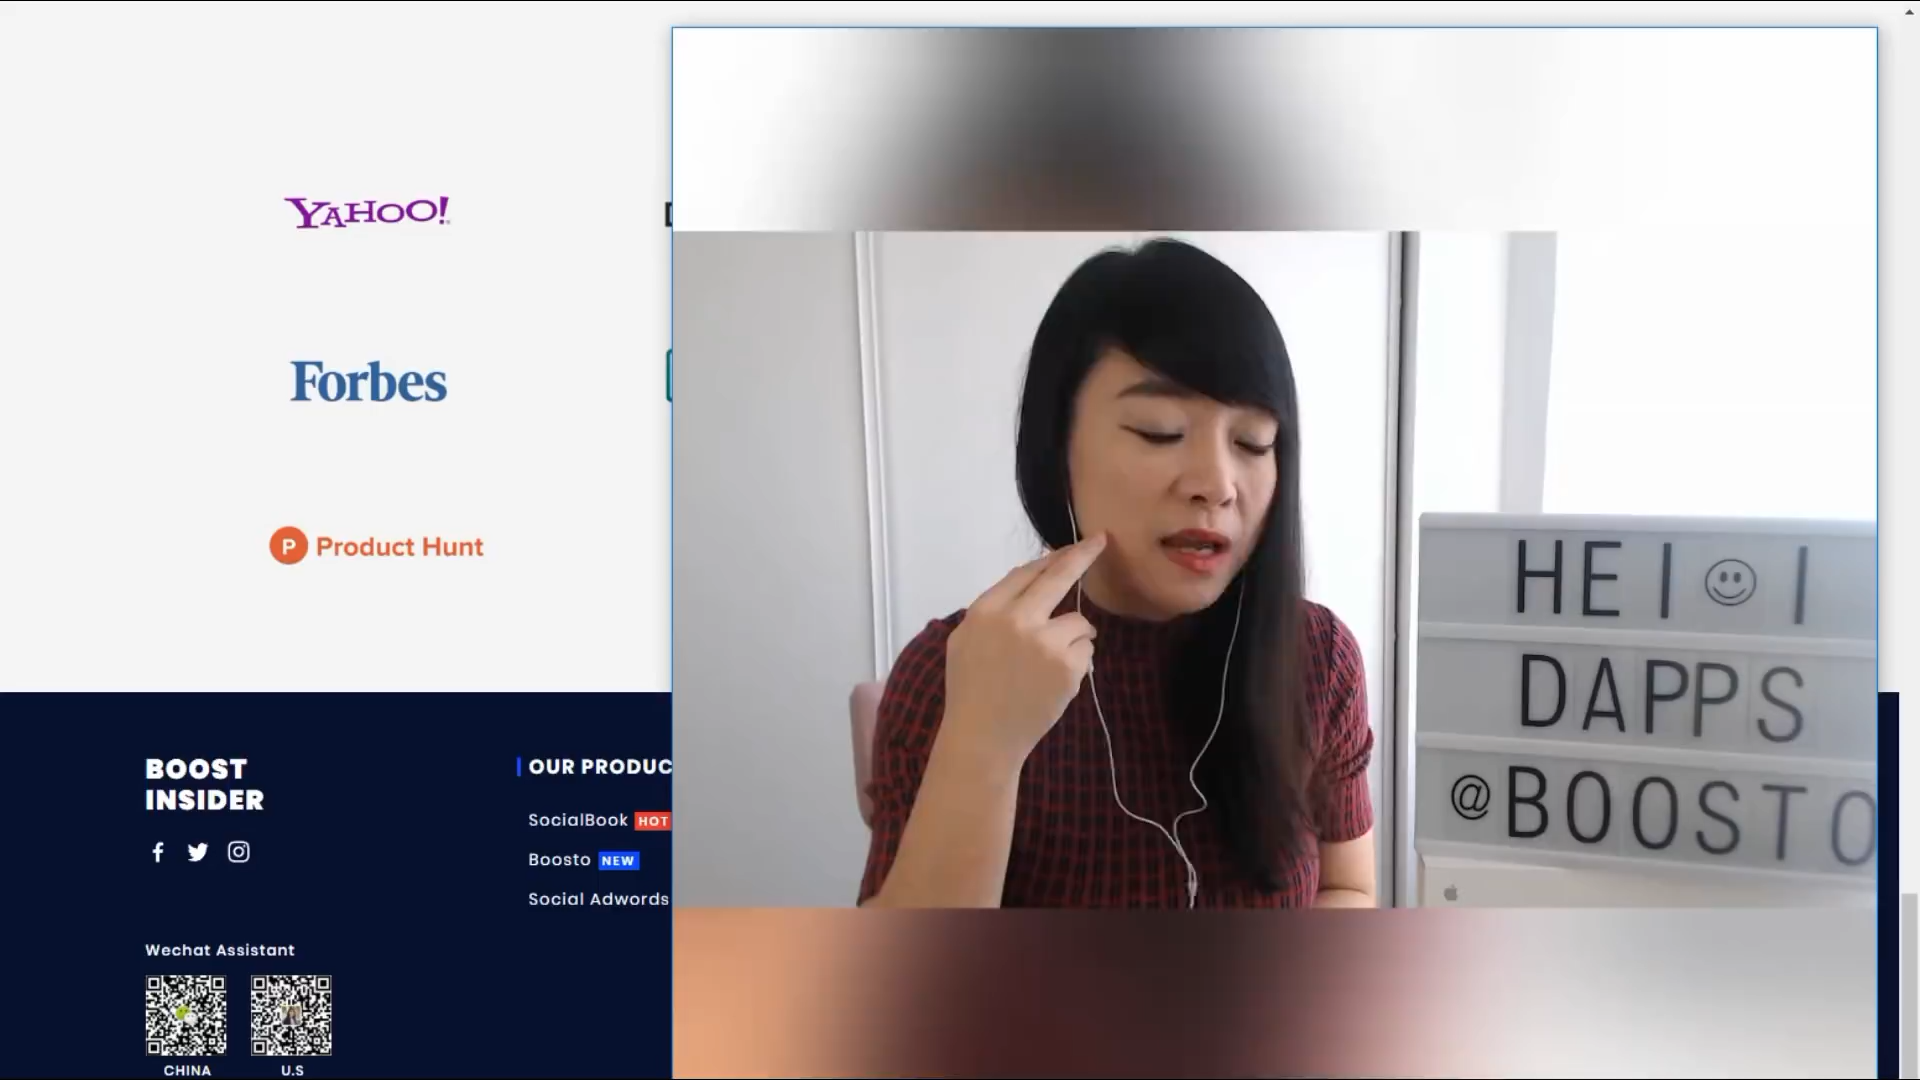 YAHOO!
Forbes
P Product Hunt
HEI☺I
DAPPS
@BOOSTO
BOOST
INSIDER
OUR PRODUC
SocialBook HOT
Boosto NEW
Social Adwords
Wechat Assistant
CHINA
U.S